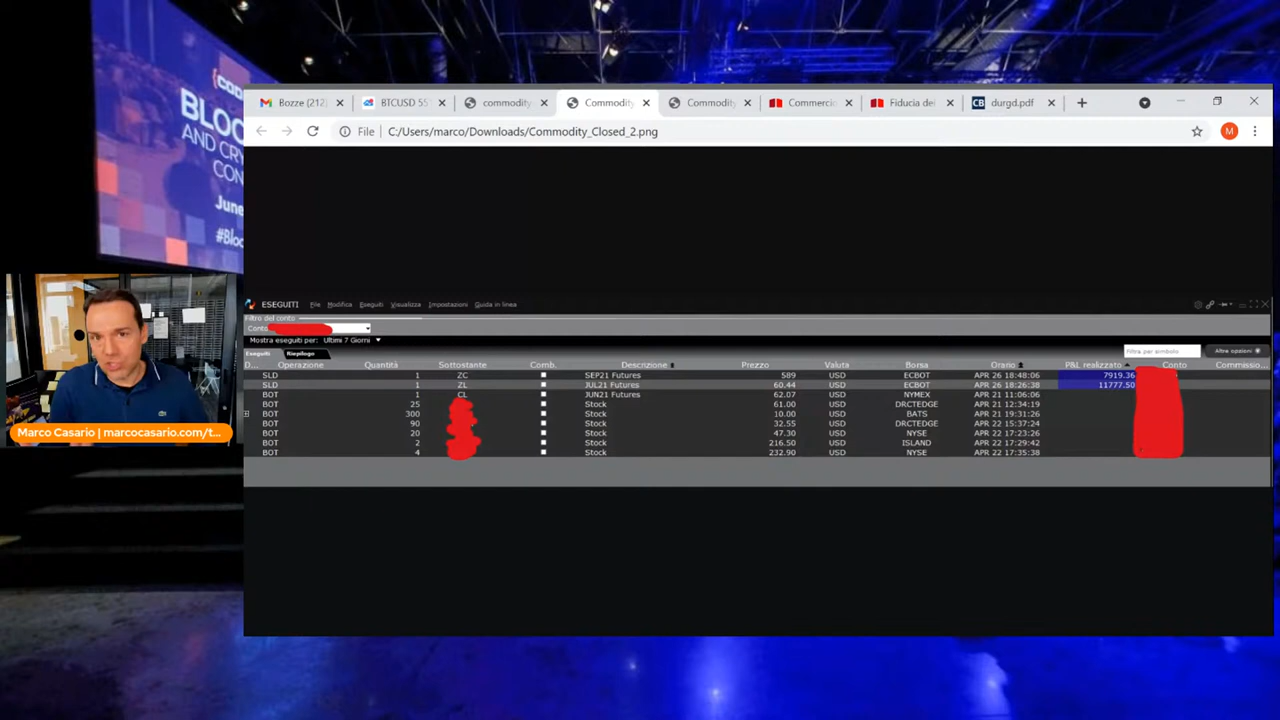 {COD
BLOC
AND CRY
CON
June
#Bloc
Bozze (212)
BTCUSD 55
commodity
Commodity
Commodity
Commercio
Fiducia dei
CB durgd.pdf
File C:/Users/marco/Downloads/Commodity_Closed_2.png
M
ESEGUITI File Modifica Eseguiti Visualizza Impostazioni Guida in linea
Filtro del conto
Conto
Mostra eseguiti per: Ultimi 7 Giorni
Filtra per simbolo Altre opzioni
Eseguiti Riepilogo
D... Operazione Quantità Sottostante Comb. Descrizione Prezzo Valuta Borsa Orario P&L realizzato Conto Commissio...
SLD 1 ZC SEP21 Futures 589 USD ECBOT APR 26 18:48:06 7919.36
SLD 1 ZL JUL21 Futures 60.44 USD ECBOT APR 26 18:26:38 11777.50
BOT 1 CL JUN21 Futures 62.07 USD NYMEX APR 21 11:06:06
BOT 25 Stock 61.00 USD DRCTEDGE APR 21 12:34:19
BOT 300 Stock 10.00 USD BATS APR 21 19:31:26
BOT 90 Stock 32.55 USD DRCTEDGE APR 22 15:37:24
BOT 20 Stock 47.30 USD NYSE APR 22 17:23:26
BOT 2 Stock 216.50 USD ISLAND APR 22 17:29:42
BOT 4 Stock 232.90 USD NYSE APR 22 17:35:38
Marco Casario | marcocasario.com/t...